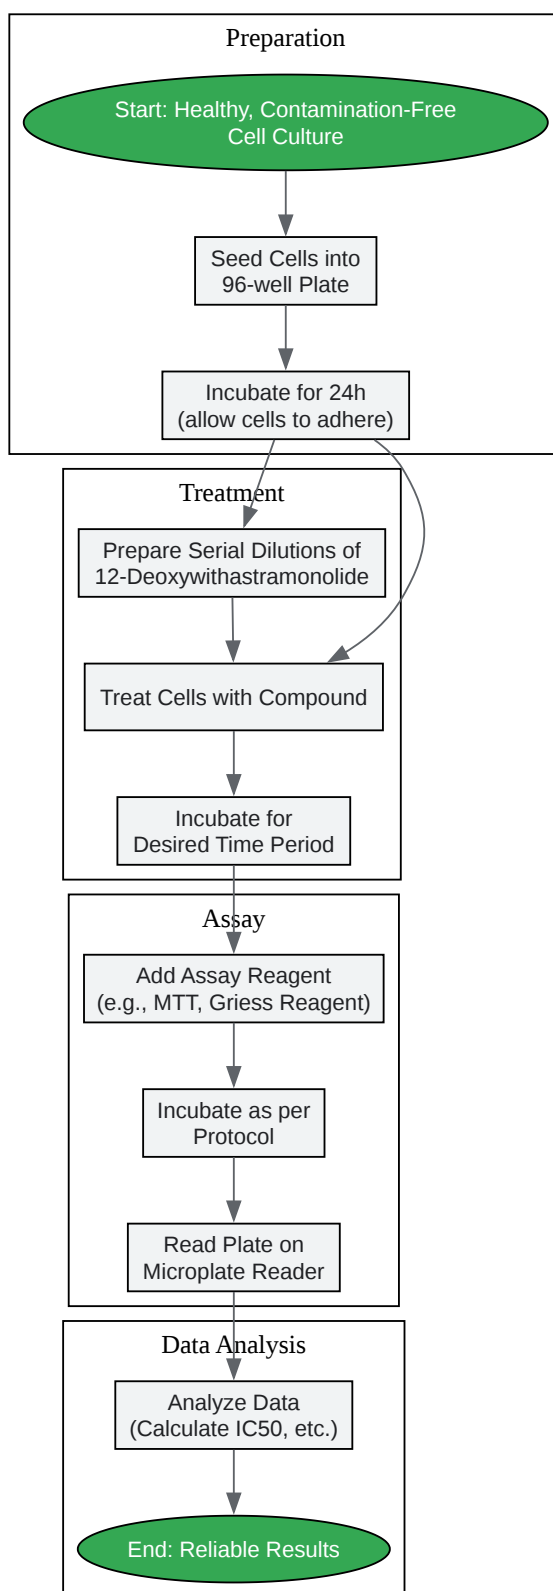 Preparation
Start: Healthy, Contamination-Free
Cell Culture
Seed Cells into
96-well Plate
Incubate for 24h
(allow cells to adhere)
Treatment
Prepare Serial Dilutions of
12-Deoxywithastramonolide
Treat Cells with Compound
Incubate for
Desired Time Period
Assay
Add Assay Reagent
(e.g., MTT, Griess Reagent)
Incubate as per
Protocol
Read Plate on
Microplate Reader
Data Analysis
Analyze Data
(Calculate IC50, etc.)
End: Reliable Results